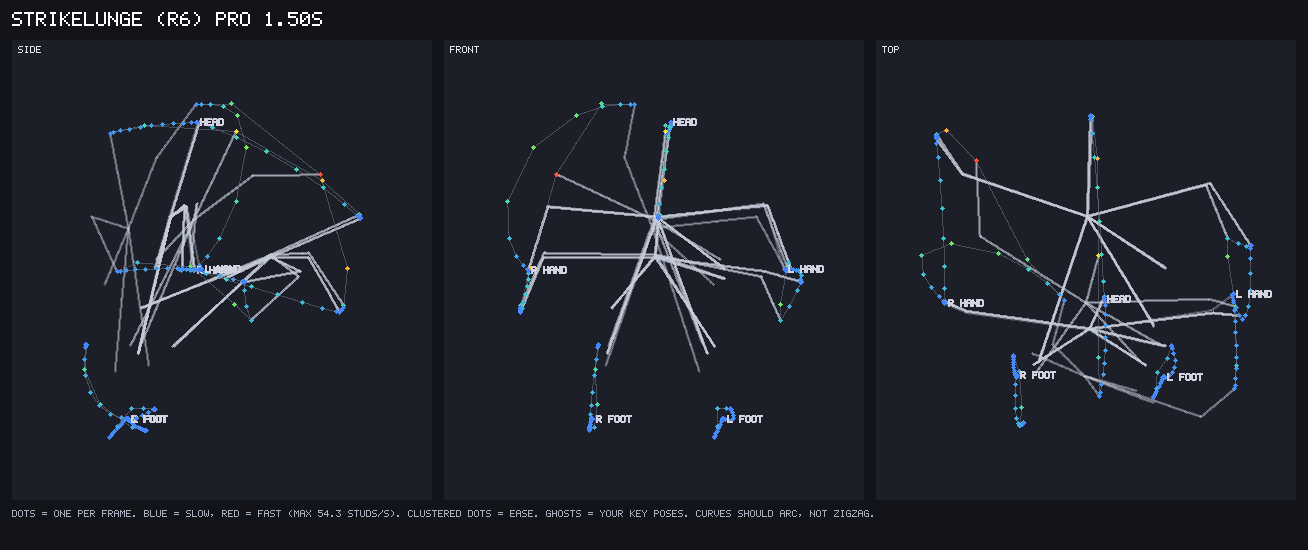 STRIKELUNGE (R6) PRO 1.50S
SIDE
FRONT
TOP
HEAD
HEAD
R HAND
L HAND
HEAD
R HAND
L HAND
R FOOT
L FOOT
R FOOT
R FOOT
L FOOT
DOTS = ONE PER FRAME. BLUE = SLOW, RED = FAST (MAX 54.3 STUDS/S). CLUSTERED DOTS = EASE. GHOSTS = YOUR KEY POSES. CURVES SHOULD ARC, NOT ZIGZAG.